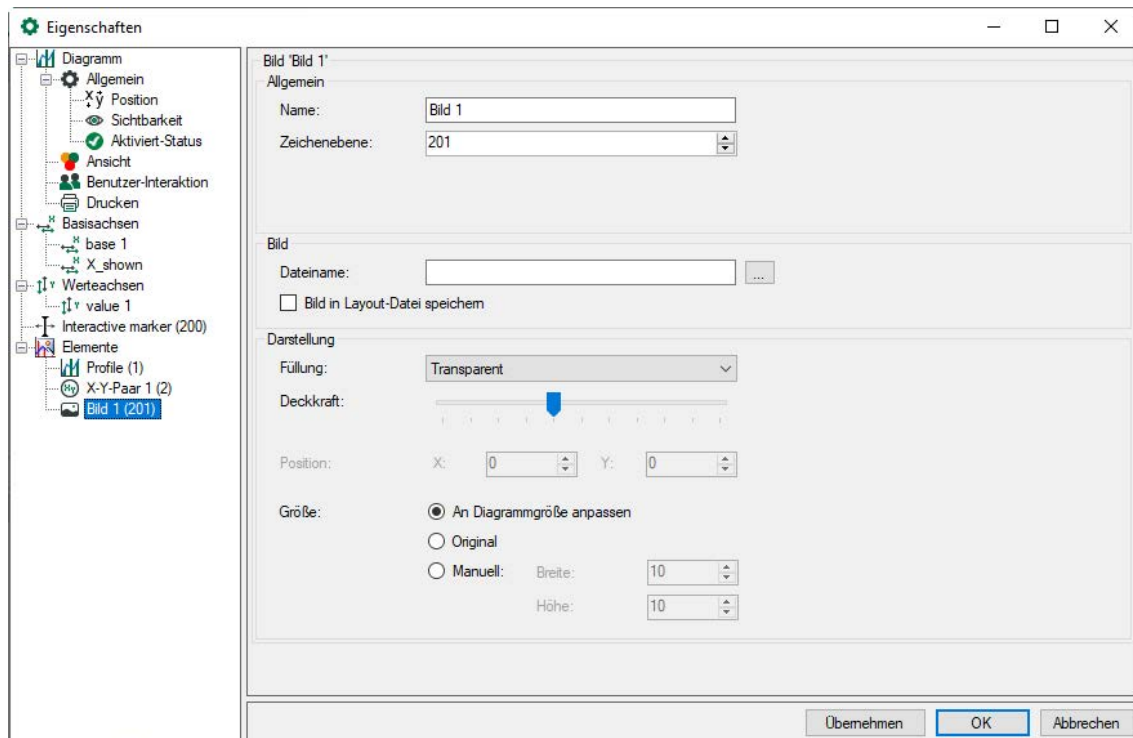 Eigenschaften
Diagramm
Allgemein
Position
Sichtbarkeit
Aktiviert-Status
Ansicht
Benutzer-Interaktion
Drucken
Basisachsen
base 1
X_shown
Werteachsen
value 1
Interactive marker (200)
Elemente
Profile (1)
X-Y-Paar 1 (2)
Bild 1 (201)
Bild 'Bild 1'
Allgemein
Name: Bild 1
Zeichenebene: 201
Bild
Dateiname: ...
Bild in Layout-Datei speichern
Darstellung
Füllung: Transparent
Deckkraft:
Position: X: 0 Y: 0
Größe: An Diagrammgröße anpassen
Original
Manuell: Breite: 10
Höhe: 10
Übernehmen OK Abbrechen